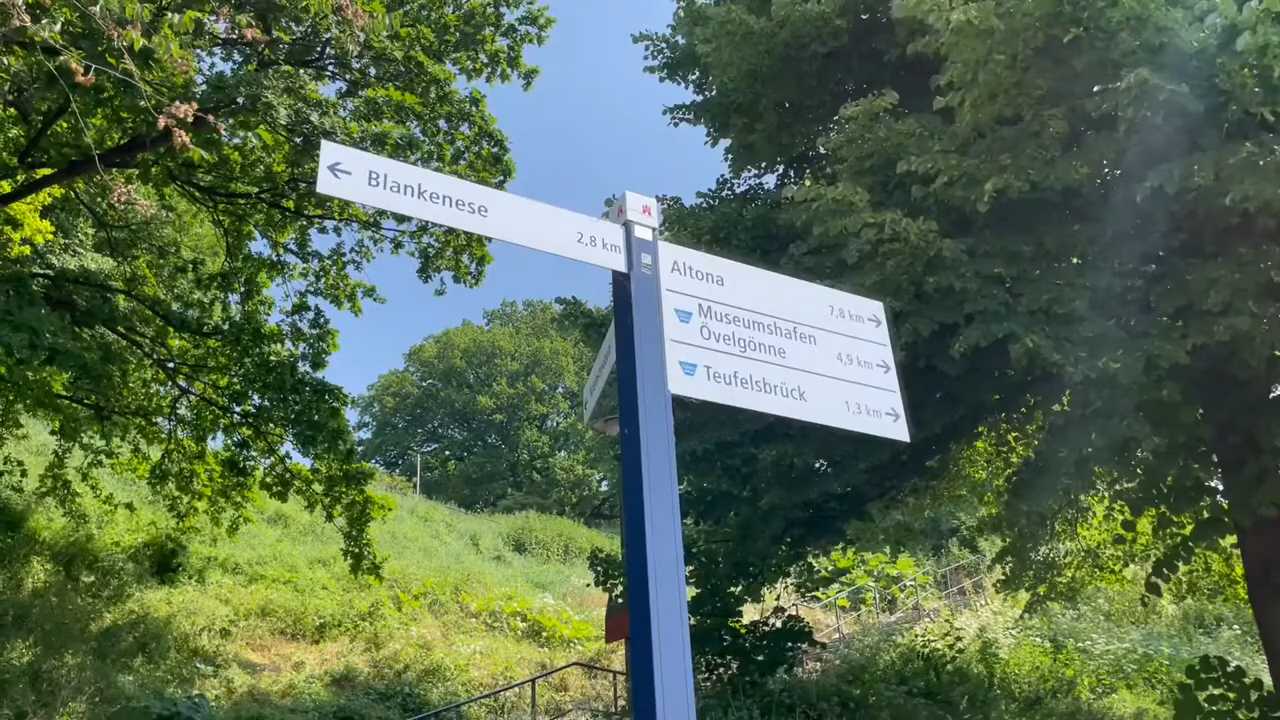 ← Blankenese
2,8 km
Altona
7,8 km →
Museumshafen
Övelgönne
4,9 km →
Teufelsbrück
1,3 km →